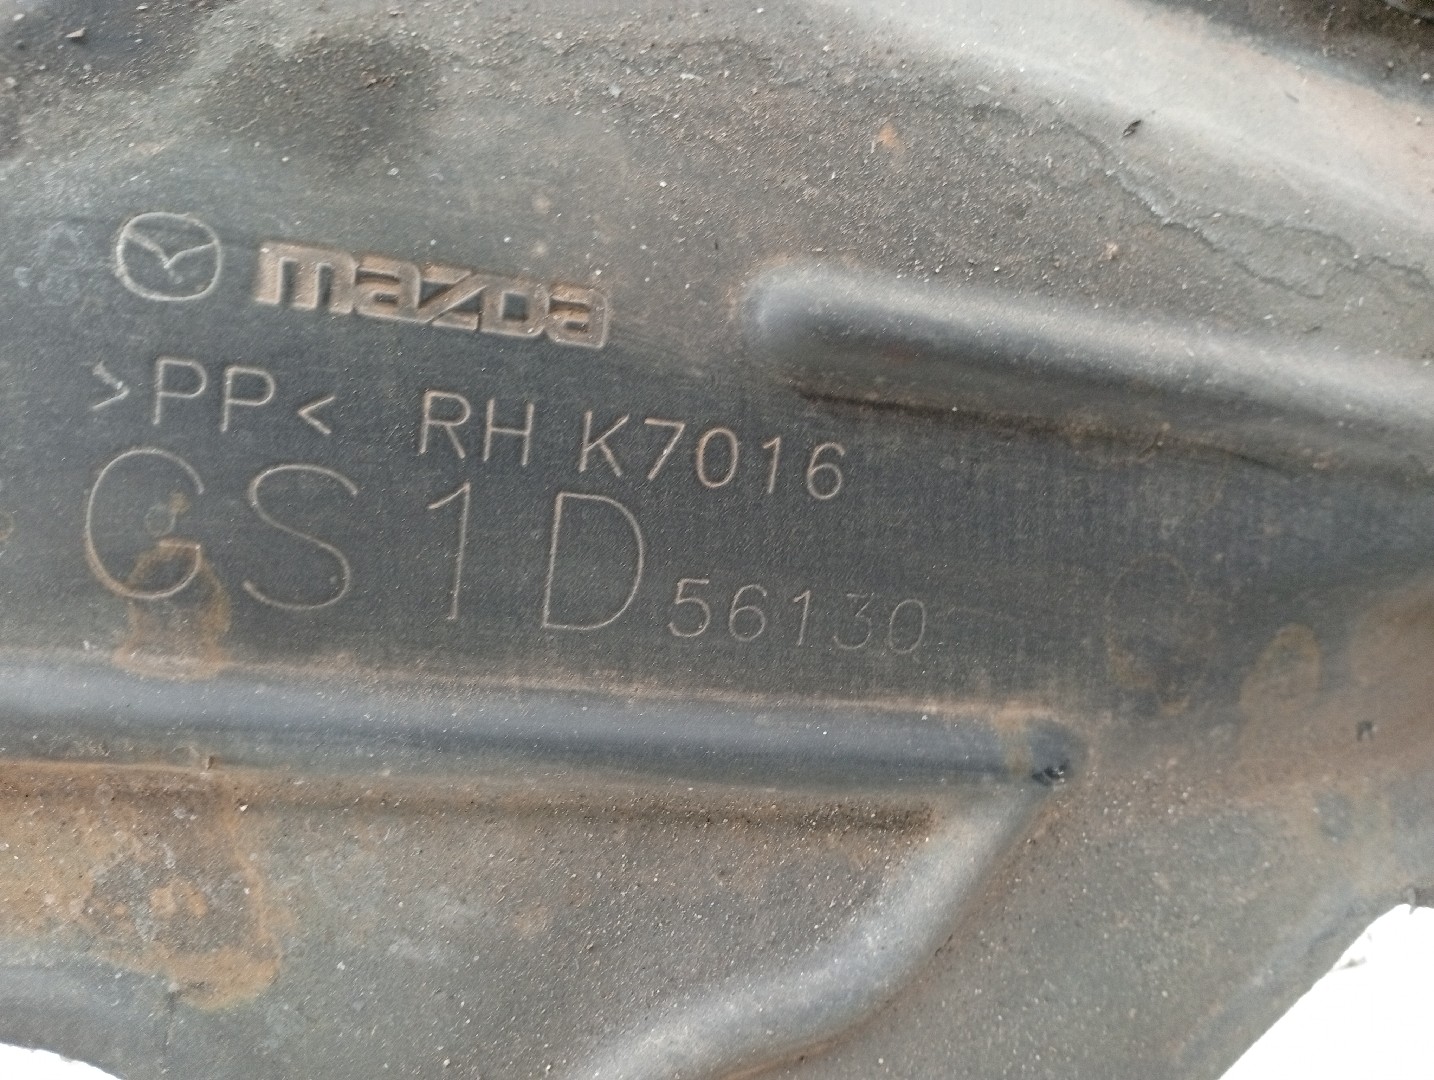 mazda
>PP< RH K7016
GS1D 56130